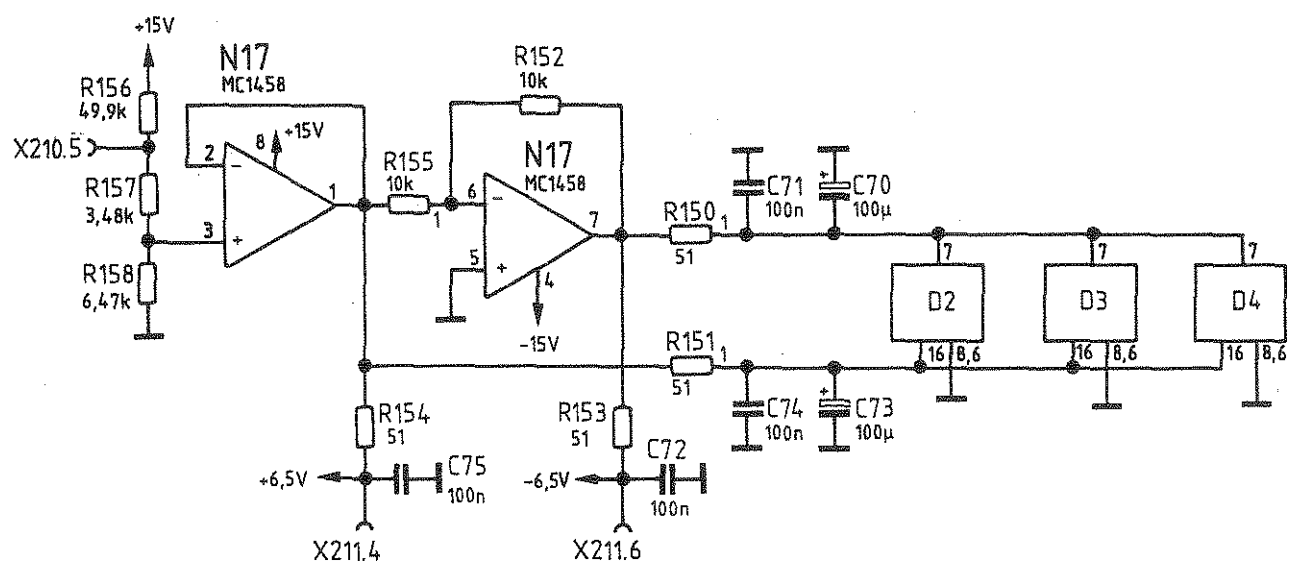 +15V
N17
MC1458
R152
10k
R156
49,9k
X210.5
8
+15V
2
R157
3,48k
R155
10k
N17
MC1458
C71
100n
+
C70
100µ
1
1
6
7
R150
1
51
3
R158
6,47k
5
4
7
7
7
D2
D3
D4
-15V
R151
1
51
16
8,6
16
8,6
16
8,6
R154
51
R153
51
C74
100n
+
C73
100µ
+6,5V
C75
100n
-6,5V
C72
100n
X211.4
X211.6